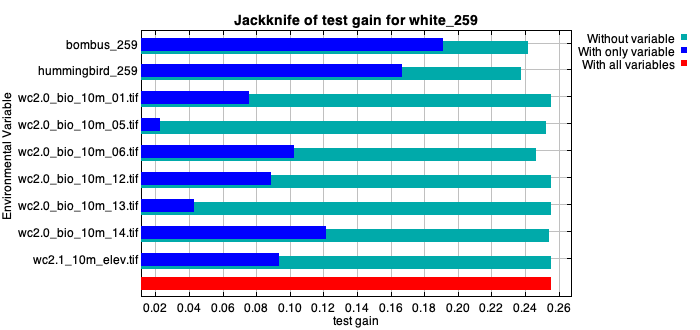 Jackknife of test gain for white_259
Without variable
With only variable
With all variables
Environmental Variable
bombus_259
hummingbird_259
wc2.0_bio_10m_01.tif
wc2.0_bio_10m_05.tif
wc2.0_bio_10m_06.tif
wc2.0_bio_10m_12.tif
wc2.0_bio_10m_13.tif
wc2.0_bio_10m_14.tif
wc2.1_10m_elev.tif
0.02 0.04 0.06 0.08 0.10 0.12 0.14 0.16 0.18 0.20 0.22 0.24 0.26
test gain